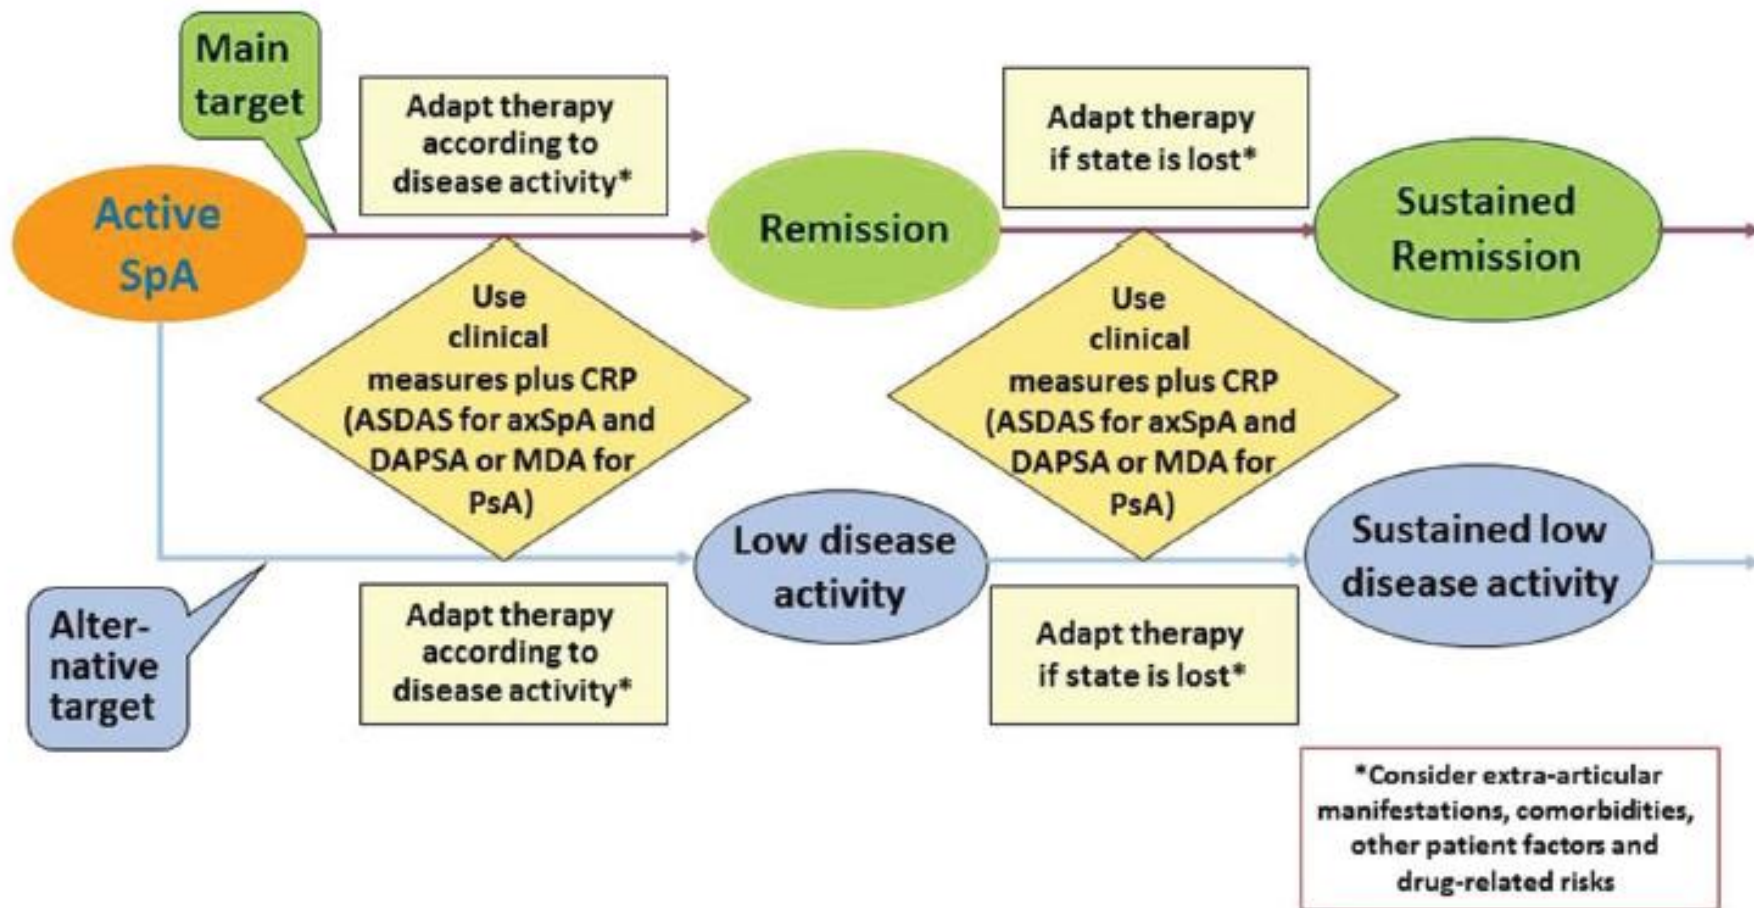 Main
target
Adapt therapy
according to
disease activity*
Adapt therapy
if state is lost*
Active
SpA
Remission
Sustained
Remission
Use
clinical
measures plus CRP
(ASDAS for axSpA and
DAPSA or MDA for
PsA)
Use
clinical
measures plus CRP
(ASDAS for axSpA and
DAPSA or MDA for
PsA)
Low disease
activity
Sustained low
disease activity
Alter-
native
target
Adapt therapy
according to
disease activity*
Adapt therapy
if state is lost*
*Consider extra-articular
manifestations, comorbidities,
other patient factors and
drug-related risks